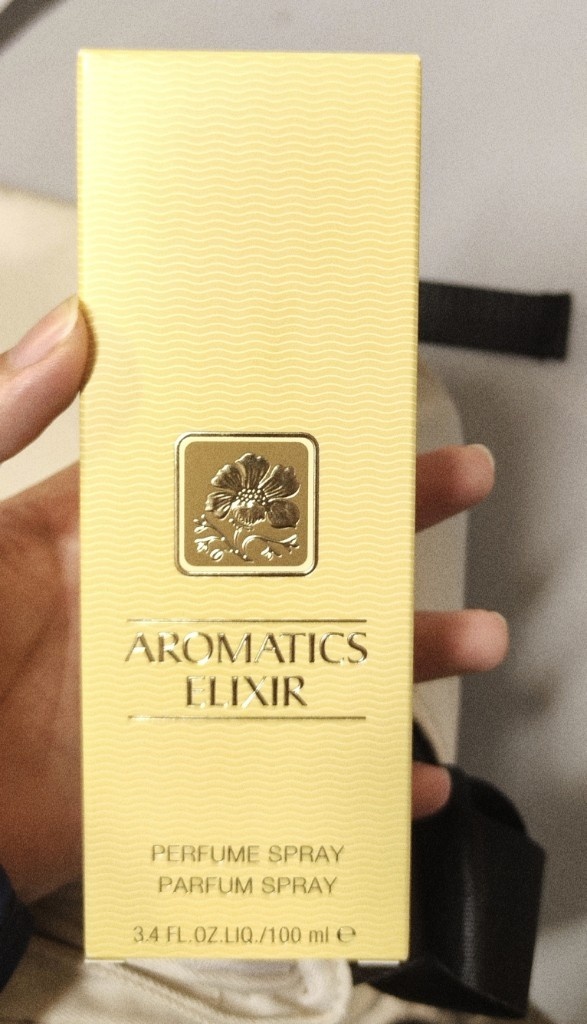 AROMATICS
ELIXIR
PERFUME SPRAY
PARFUM SPRAY
3.4 FL.OZ.LIQ./100 ml ℮